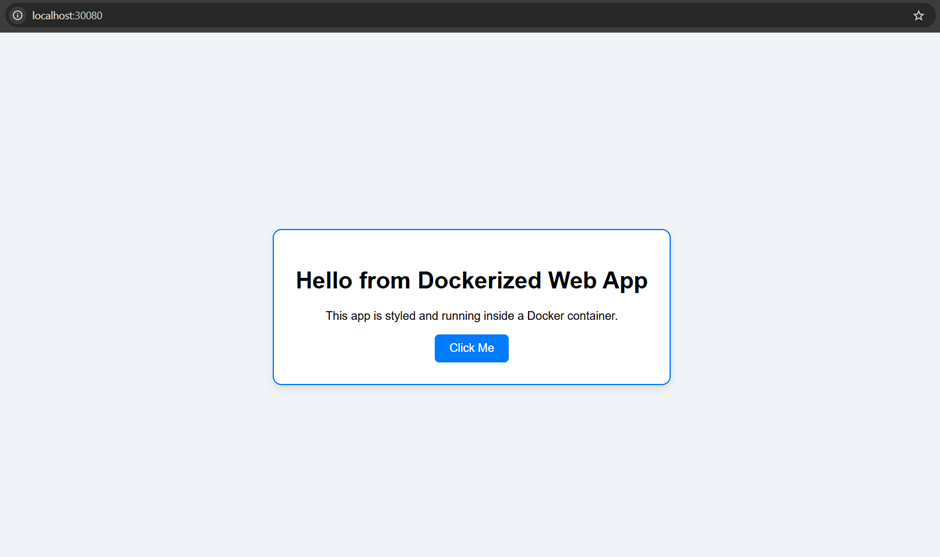 localhost:30080
Hello from Dockerized Web App
This app is styled and running inside a Docker container.
Click Me